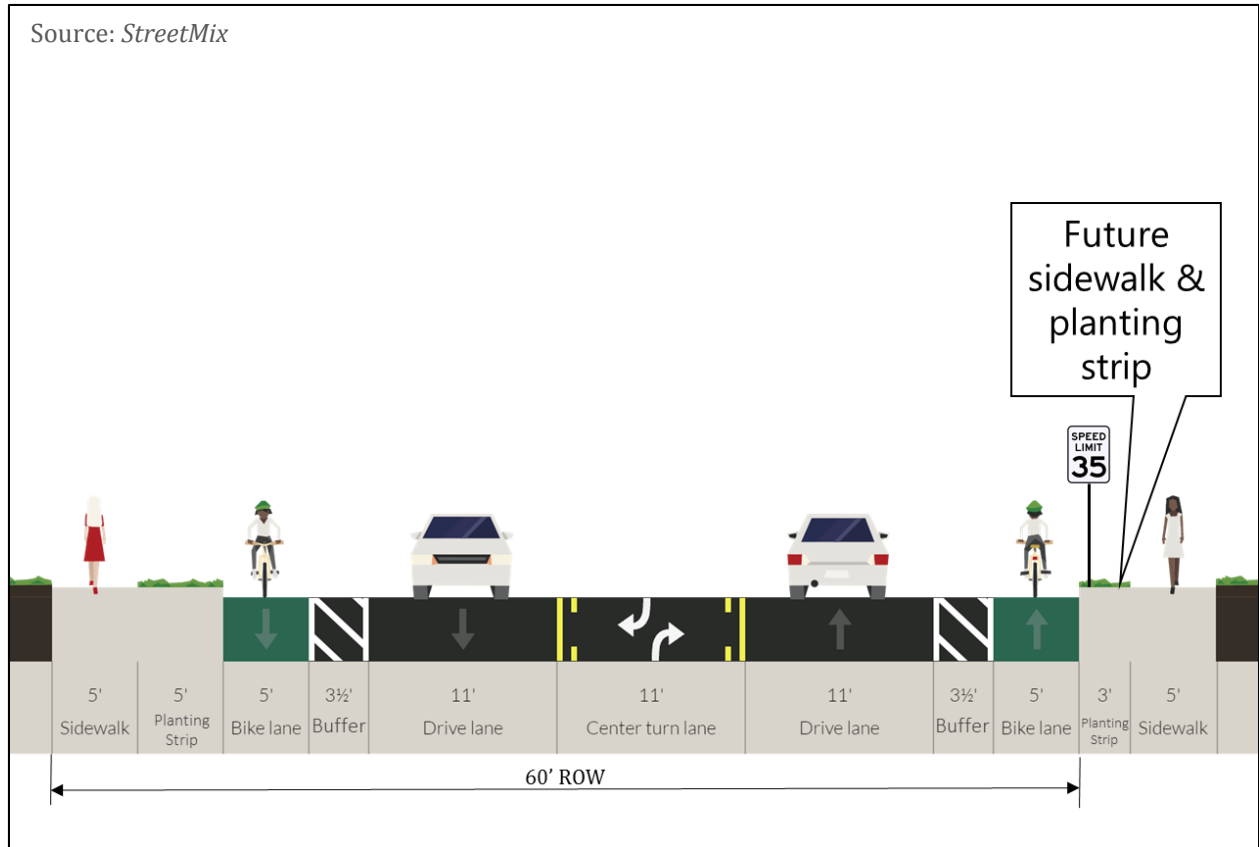 Source: StreetMix
Future
sidewalk &
planting
strip
SPEED
LIMIT
35
5' 5' 5' 3½' 11' 11' 11' 3½' 5' 3' 5'
Sidewalk Planting Strip Bike lane Buffer Drive lane Center turn lane Drive lane Buffer Bike lane Planting Strip Sidewalk
60’ ROW